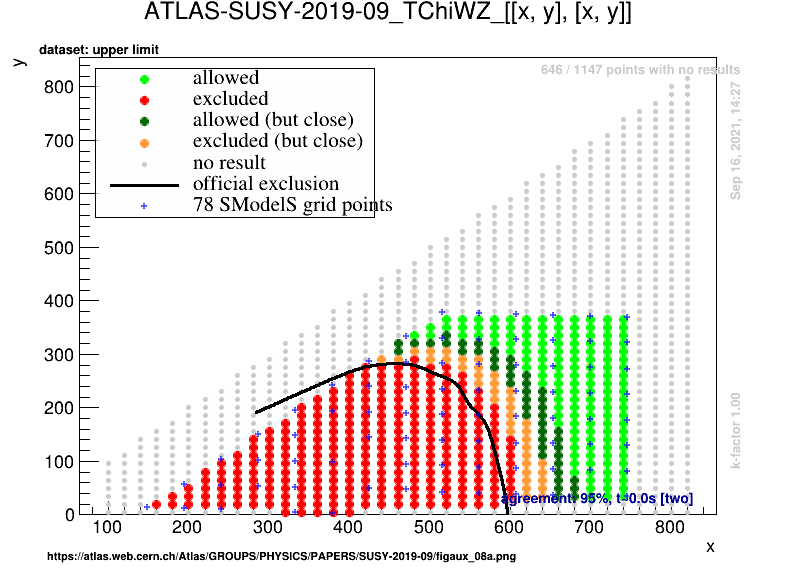 ATLAS-SUSY-2019-09_TChiWZ_[[x, y], [x, y]]
dataset: upper limit
y
646 / 1147 points with no results
allowed
excluded
allowed (but close)
excluded (but close)
no result
official exclusion
78 SModelS grid points
Sep 16, 2021, 14:27
k-factor 1.00
800
700
600
500
400
300
200
100
0
agreement: 95%, t=0.0s [two]
100 200 300 400 500 600 700 800
x
https://atlas.web.cern.ch/Atlas/GROUPS/PHYSICS/PAPERS/SUSY-2019-09/figaux_08a.png